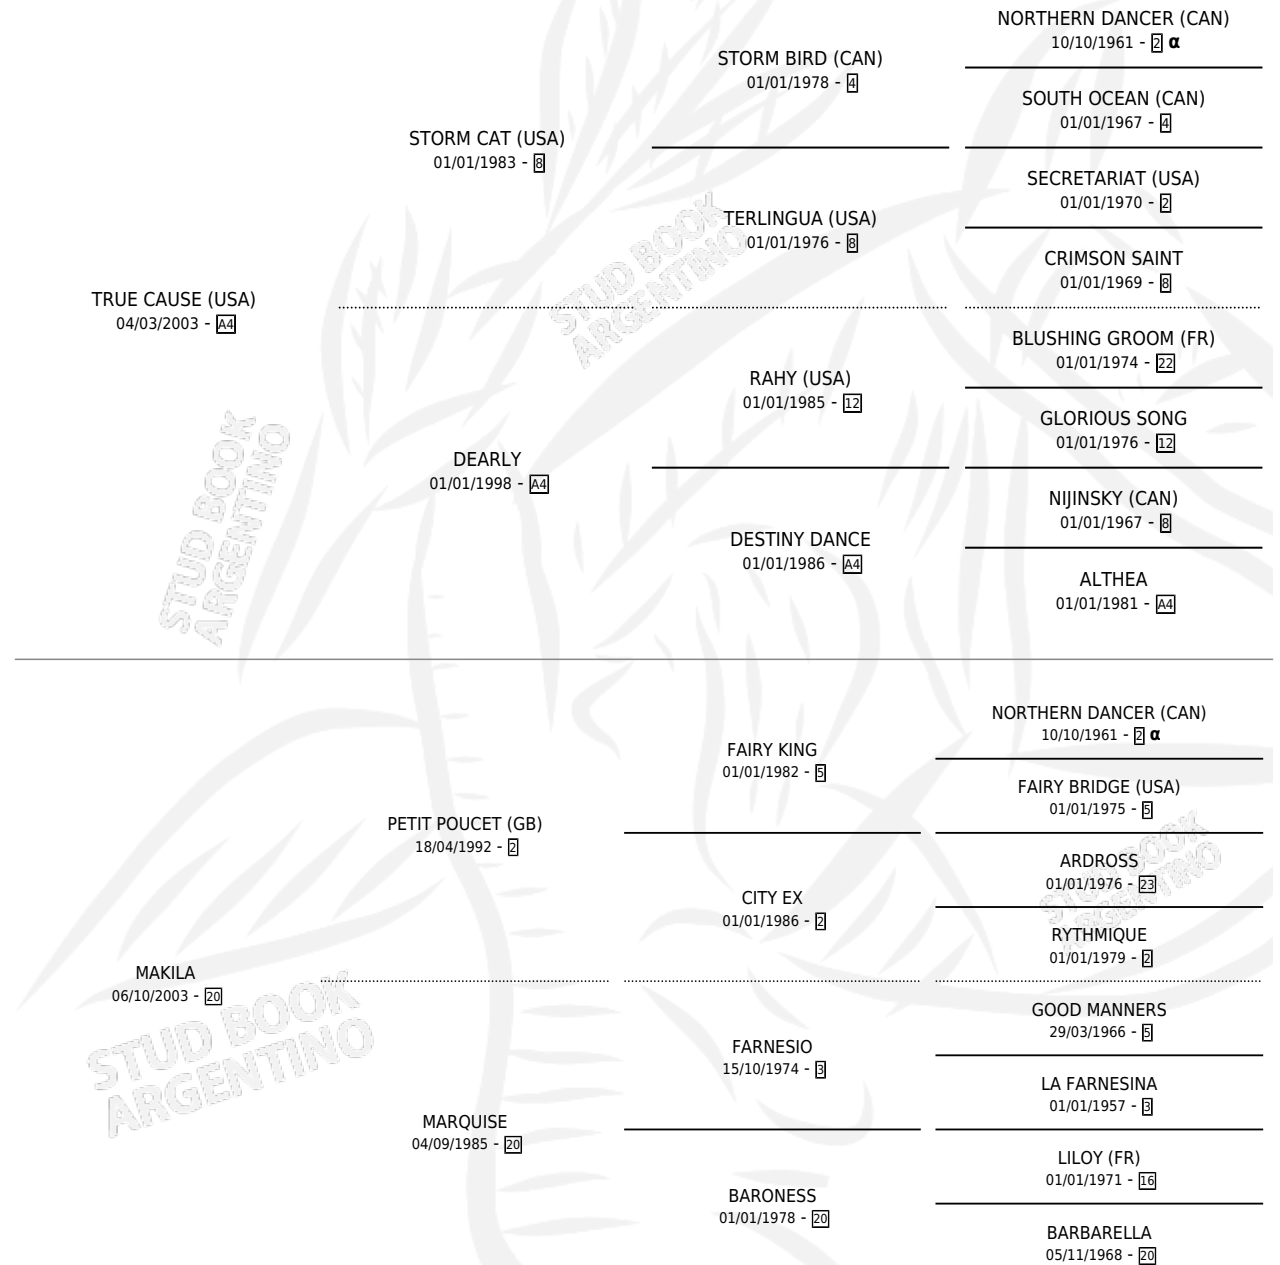 NORTHERN DANCER (CAN)
10/10/1961 - 2 α
STORM BIRD (CAN)
01/01/1978 - 4
SOUTH OCEAN (CAN)
01/01/1967 - 4
STORM CAT (USA)
01/01/1983 - 8
SECRETARIAT (USA)
01/01/1970 - 2
TERLINGUA (USA)
01/01/1976 - 8
CRIMSON SAINT
01/01/1969 - 8
TRUE CAUSE (USA)
04/03/2003 - A4
BLUSHING GROOM (FR)
01/01/1974 - 22
RAHY (USA)
01/01/1985 - 12
GLORIOUS SONG
01/01/1976 - 12
DEARLY
01/01/1998 - A4
NIJINSKY (CAN)
01/01/1967 - 8
DESTINY DANCE
01/01/1986 - A4
ALTHEA
01/01/1981 - A4
NORTHERN DANCER (CAN)
10/10/1961 - 2 α
FAIRY KING
01/01/1982 - 5
FAIRY BRIDGE (USA)
01/01/1975 - 5
PETIT POUCET (GB)
18/04/1992 - 2
ARDROSS
01/01/1976 - 23
CITY EX
01/01/1986 - 2
RYTHMIQUE
01/01/1979 - 2
MAKILA
06/10/2003 - 20
GOOD MANNERS
29/03/1966 - 5
FARNESIO
15/10/1974 - 3
LA FARNESINA
01/01/1957 - 3
MARQUISE
04/09/1985 - 20
LILOY (FR)
01/01/1971 - 16
BARONESS
01/01/1978 - 20
BARBARELLA
05/11/1968 - 20
STUD BOOK
ARGENTINO
STUD BOOK
ARGENTINO
STUD BOOK
ARGENTINO
STUD BOOK
ARGENTINO